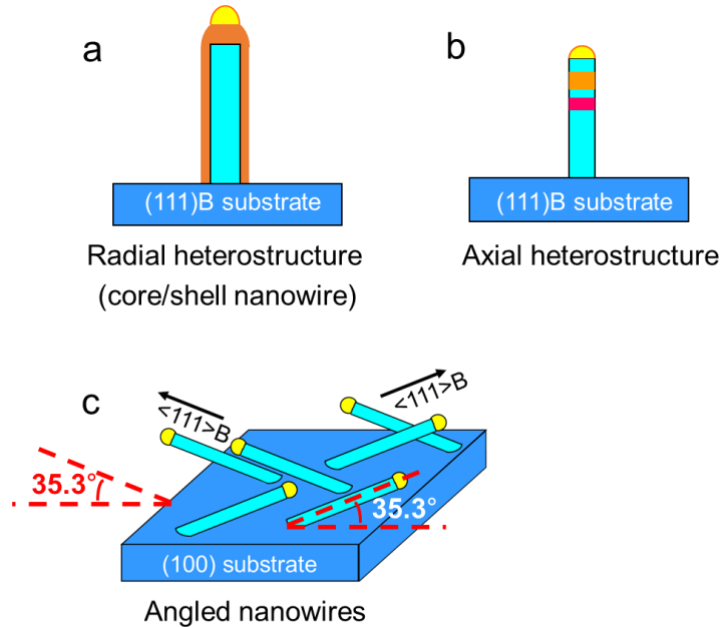 a
b
(111)B substrate
(111)B substrate
Radial heterostructure
(core/shell nanowire)
Axial heterostructure
c
<111>B
<111>B
35.3°
35.3°
(100) substrate
Angled nanowires